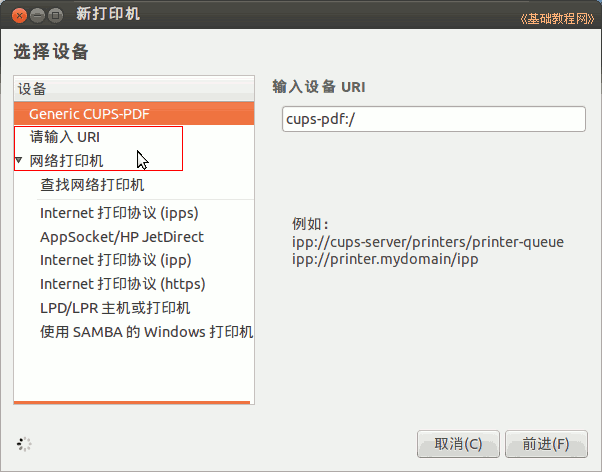 新打印机
《基础教程网》
选择设备
设备
Generic CUPS-PDF
请输入 URI
网络打印机
查找网络打印机
Internet 打印协议 (ipps)
AppSocket/HP JetDirect
Internet 打印协议 (ipp)
Internet 打印协议 (https)
LPD/LPR 主机或打印机
使用 SAMBA 的 Windows 打印机
输入设备 URI
cups-pdf:/
例如：
ipp://cups-server/printers/printer-queue
ipp://printer.mydomain/ipp
取消(C)
前进(F)